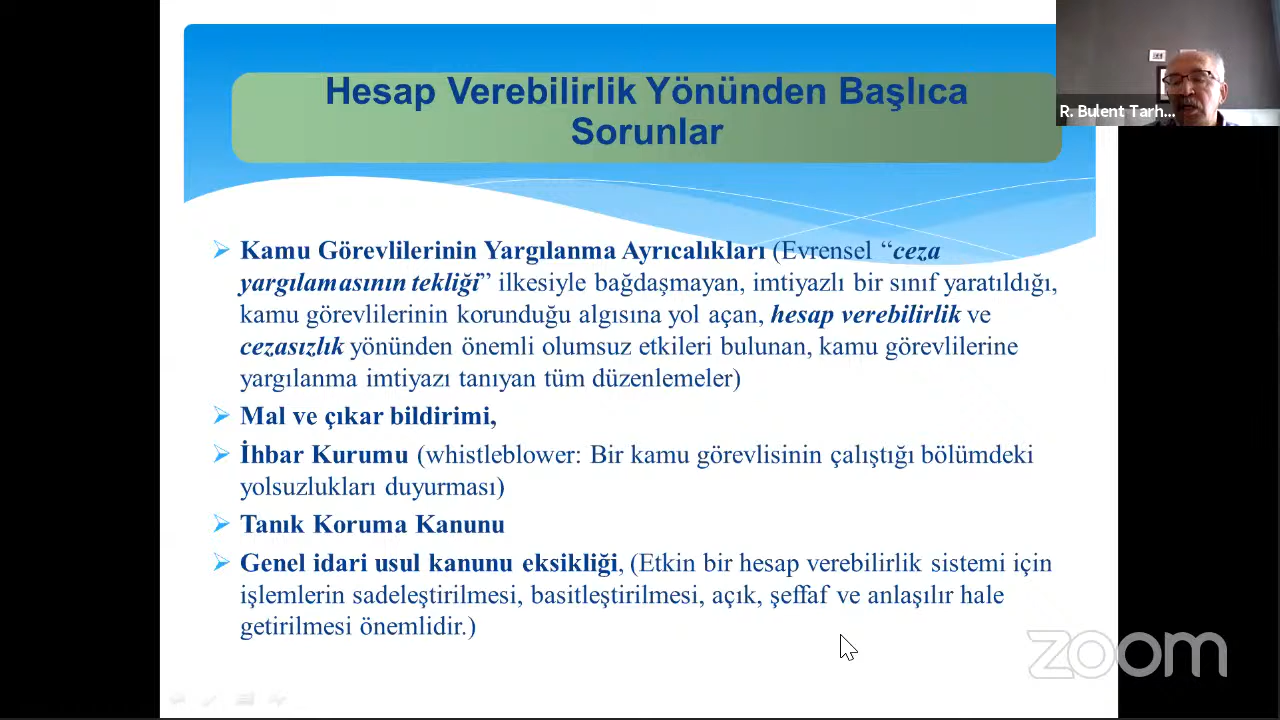 Hesap Verebilirlik Yönünden Başlıca
Sorunlar
R. Bulent Tarh...
Kamu Görevlilerinin Yargılanma Ayrıcalıkları (Evrensel “ceza
yargılamasının tekliği” ilkesiyle bağdaşmayan, imtiyazlı bir sınıf yaratıldığı,
kamu görevlilerinin korunduğu algısına yol açan, hesap verebilirlik ve
cezasızlık yönünden önemli olumsuz etkileri bulunan, kamu görevlilerine
yargılanma imtiyazı tanıyan tüm düzenlemeler)
Mal ve çıkar bildirimi,
İhbar Kurumu (whistleblower: Bir kamu görevlisinin çalıştığı bölümdeki
yolsuzlukları duyurması)
Tanık Koruma Kanunu
Genel idari usul kanunu eksikliği, (Etkin bir hesap verebilirlik sistemi için
işlemlerin sadeleştirilmesi, basitleştirilmesi, açık, şeffaf ve anlaşılır hale
getirilmesi önemlidir.)
zoom